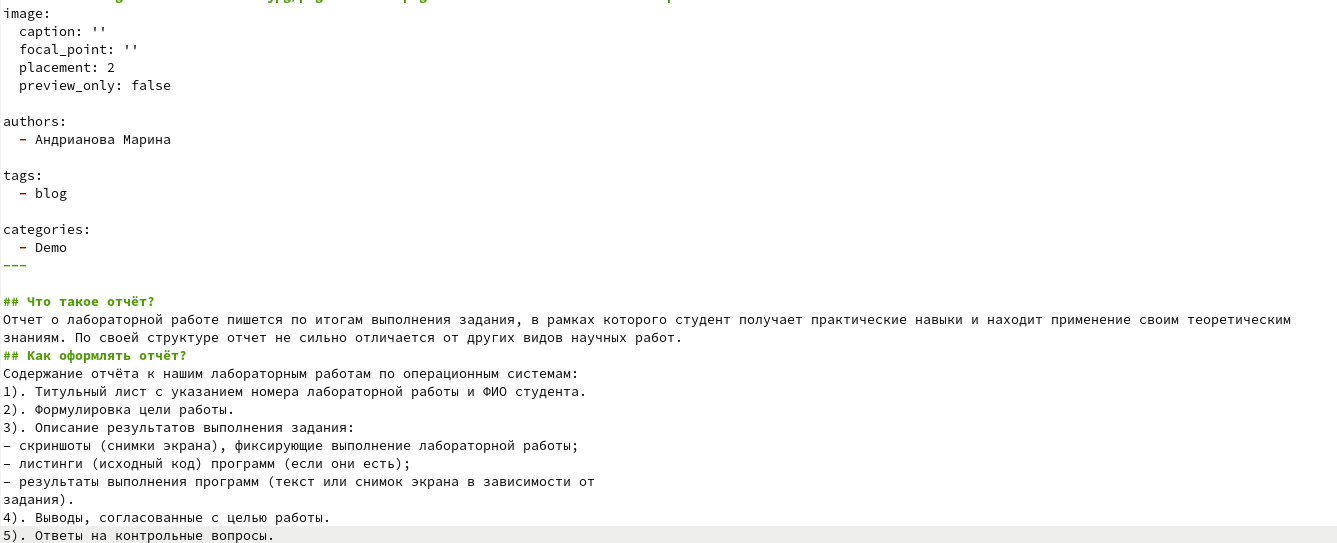 image:
  caption: ''
  focal_point: ''
  placement: 2
  preview_only: false
authors:
  - Андрианова Марина
tags:
  - blog
categories:
  - Demo
---
## Что такое отчёт?
Отчет о лабораторной работе пишется по итогам выполнения задания, в рамках которого студент получает практические навыки и находит применение своим теоретическим
знаниям. По своей структуре отчет не сильно отличается от других видов научных работ.
## Как оформлять отчёт?
Содержание отчёта к нашим лабораторным работам по операционным системам:
1). Титульный лист с указанием номера лабораторной работы и ФИО студента.
2). Формулировка цели работы.
3). Описание результатов выполнения задания:
– скриншоты (снимки экрана), фиксирующие выполнение лабораторной работы;
– листинги (исходный код) программ (если они есть);
– результаты выполнения программ (текст или снимок экрана в зависимости от
задания).
4). Выводы, согласованные с целью работы.
5). Ответы на контрольные вопросы.